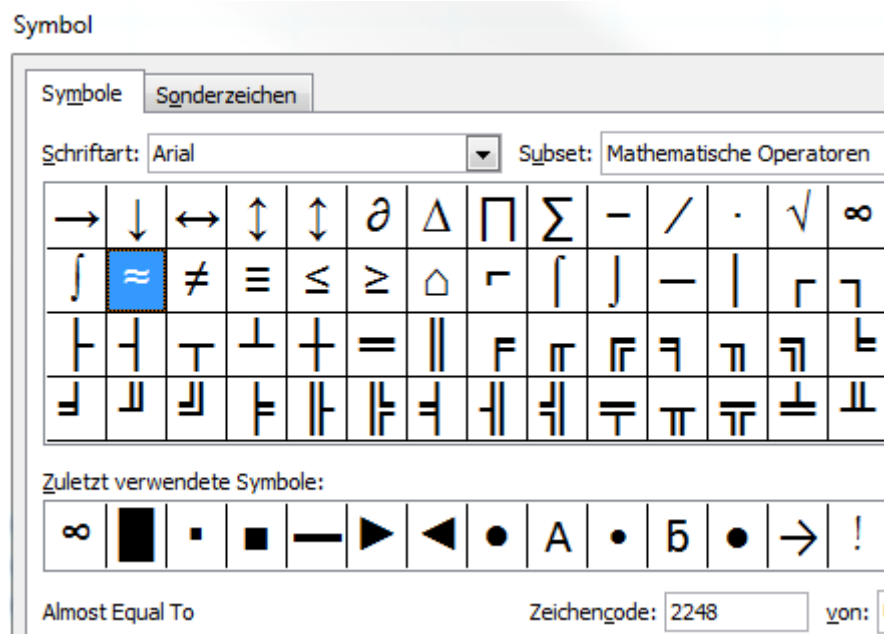 Symbol
Symbole Sonderzeichen
Schriftart: Arial Subset: Mathematische Operatoren
→ ↓ ↔ ↕ ↨ ∂ ∆ ∏ ∑ − ∕ ∙ √ ∞
∫ ≈ ≠ ≡ ≤ ≥ ⌂ ⌐ ⌠ ⌡ ─ │ ┌ ┐
├ ┤ ┬ ┴ ┼ ═ ║ ╒ ╓ ╔ ╕ ╖ ╗ ╘
╛ ╜ ╝ ╞ ╟ ╠ ╡ ╢ ╣ ╤ ╥ ╦ ╧ ╨
Zuletzt verwendete Symbole:
∞ █ ▪ ■ ▬ ► ◄ ● А • Б ● → !
Almost Equal To Zeichencode: 2248 von: